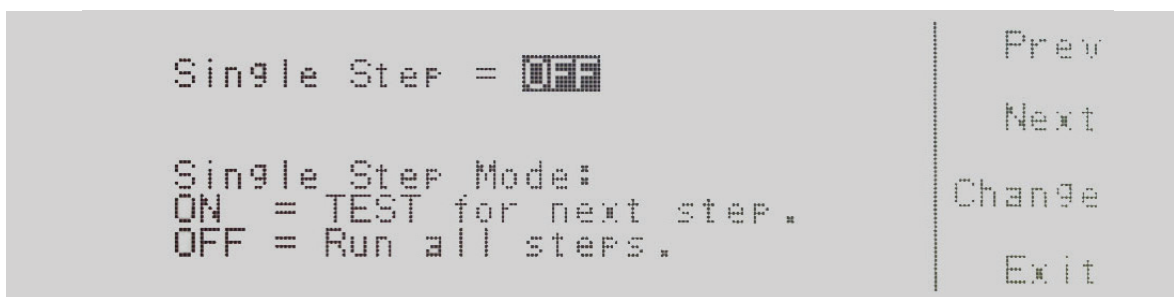 Single Step = OFF
Single Step Mode:
ON = TEST for next step.
OFF = Run all steps.
Prev
Next
Change
Exit